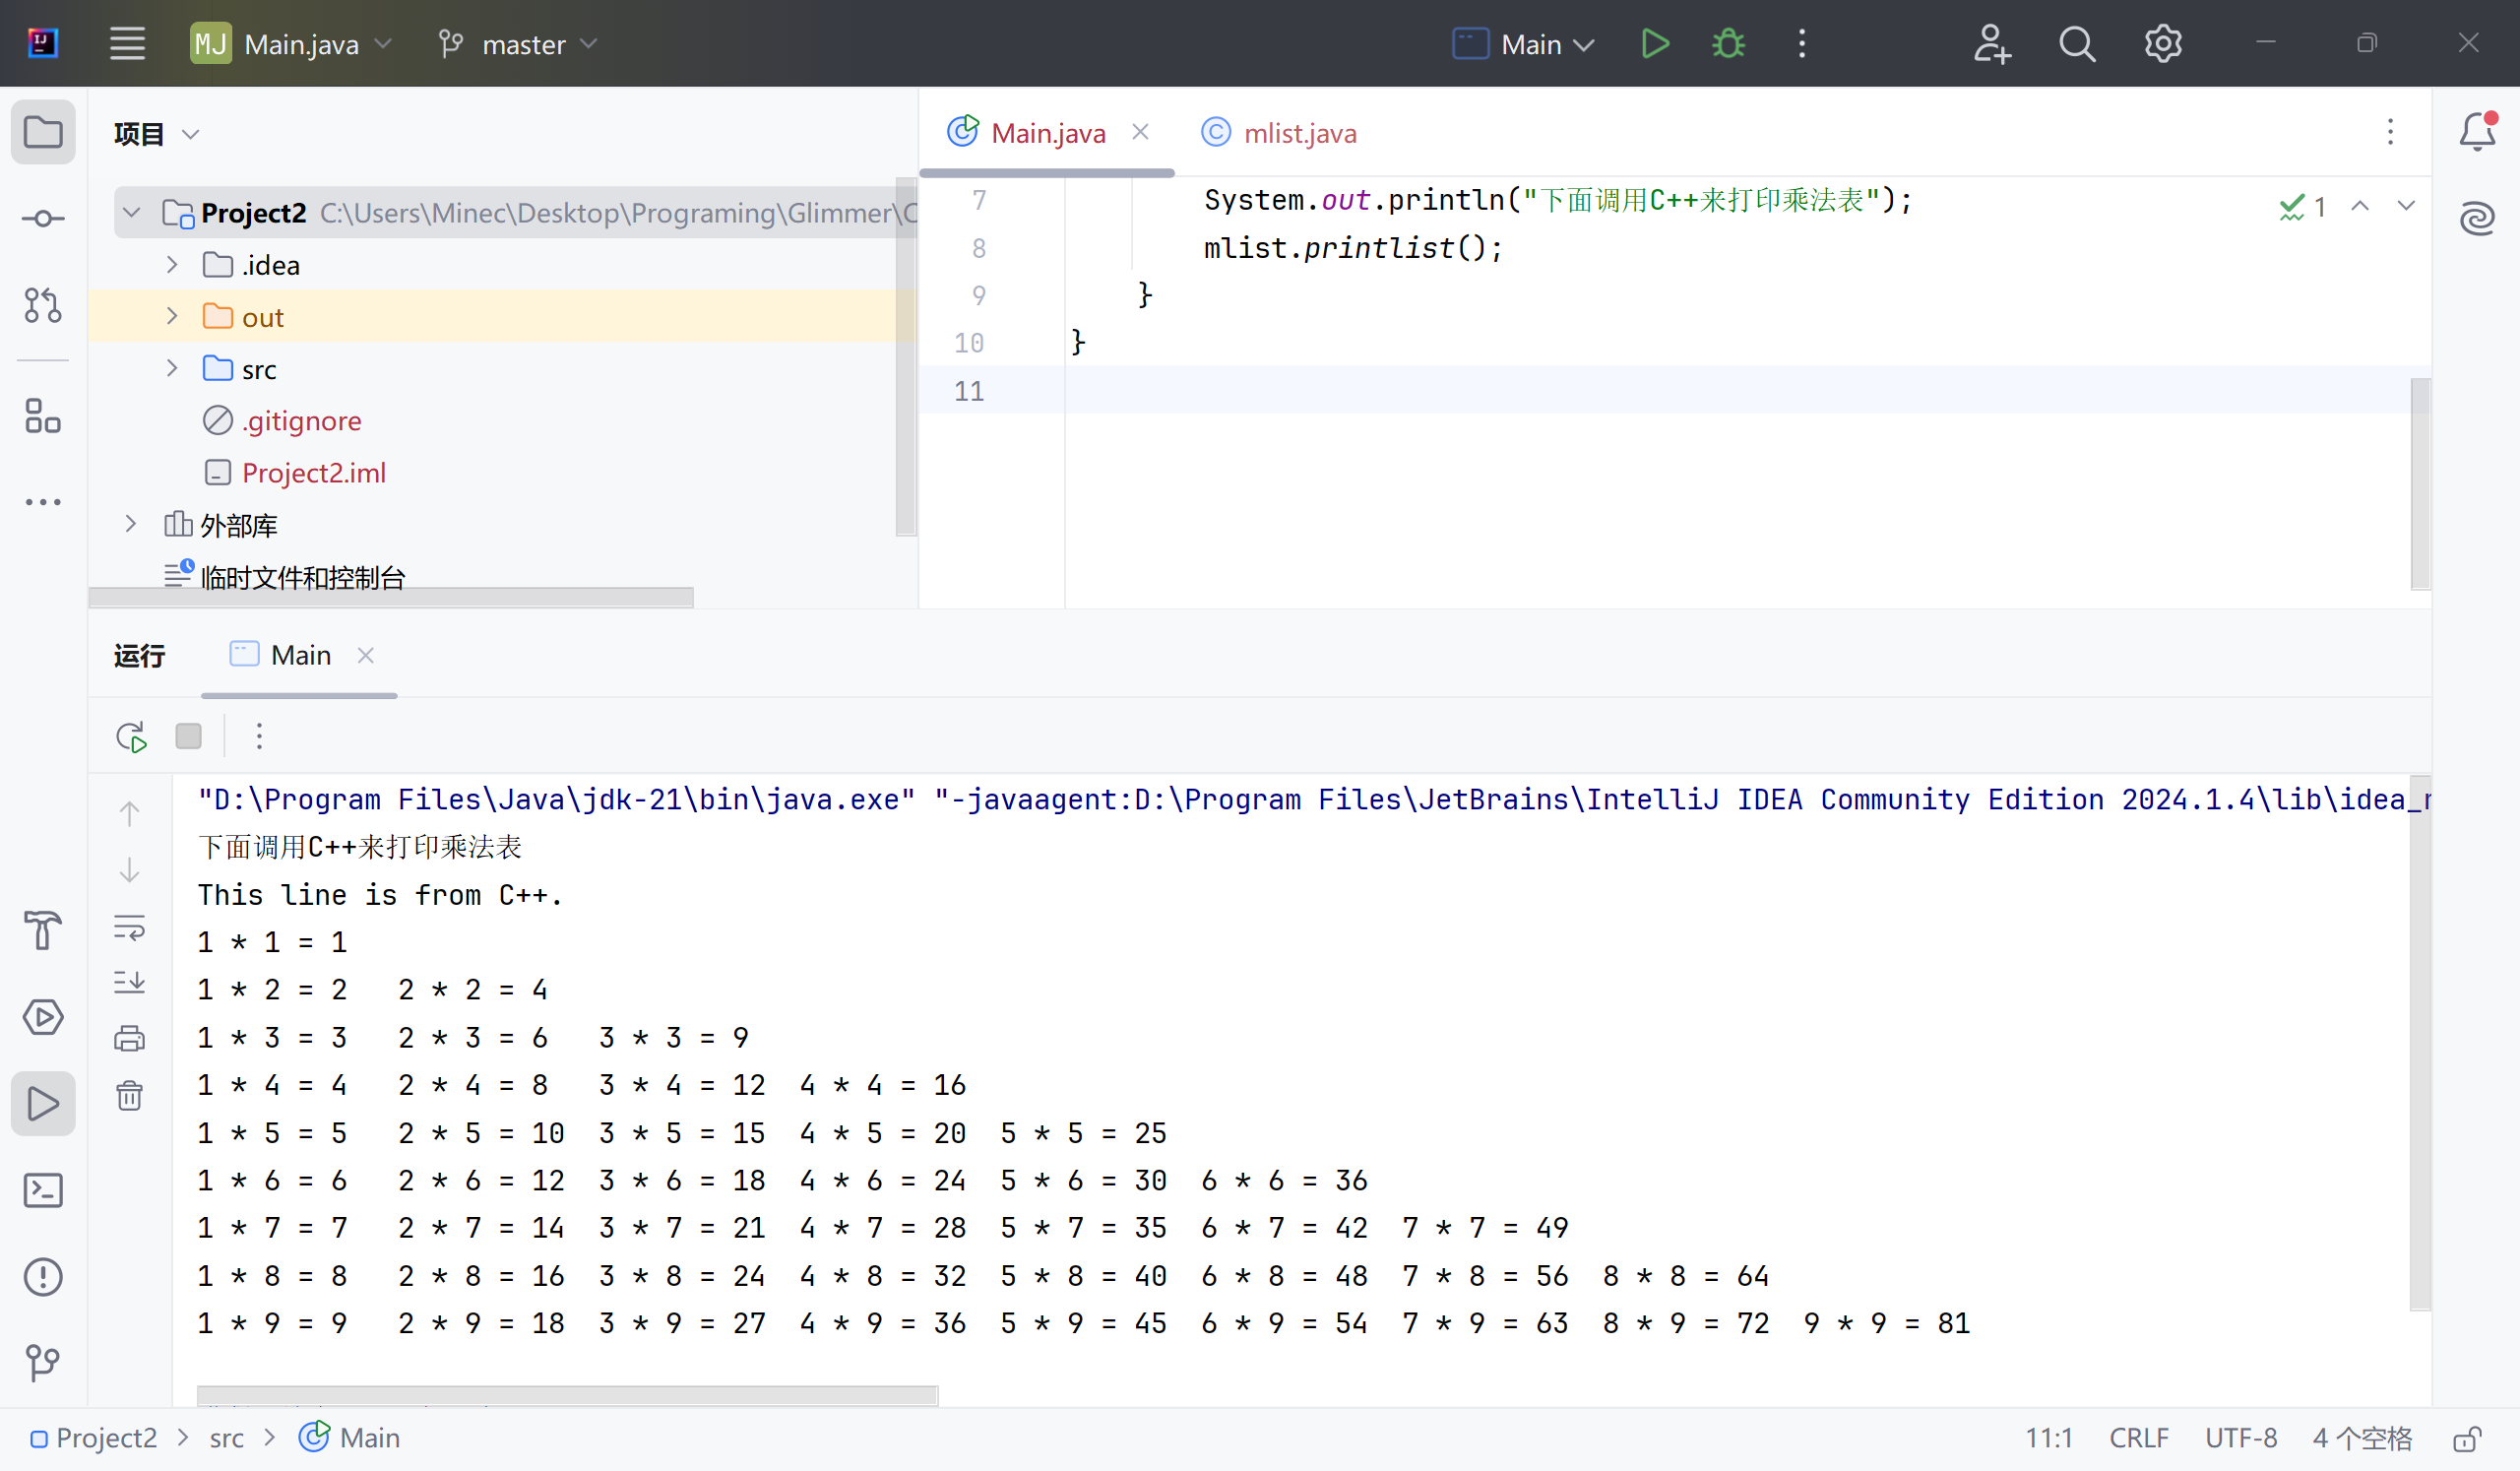 MJ Main.java master Main
项目
Project2 C:\Users\Minec\Desktop\Programing\Glimmer\C
.idea
out
src
.gitignore
Project2.iml
外部库
临时文件和控制台
Main.java mlist.java
7 System.out.println("下面调用C++来打印乘法表"); 1
8 mlist.printlist();
9 }
10 }
11
运行 Main
"D:\Program Files\Java\jdk-21\bin\java.exe" "-javaagent:D:\Program Files\JetBrains\IntelliJ IDEA Community Edition 2024.1.4\lib\idea_r
下面调用C++来打印乘法表
This line is from C++.
1 * 1 = 1
1 * 2 = 2 2 * 2 = 4
1 * 3 = 3 2 * 3 = 6 3 * 3 = 9
1 * 4 = 4 2 * 4 = 8 3 * 4 = 12 4 * 4 = 16
1 * 5 = 5 2 * 5 = 10 3 * 5 = 15 4 * 5 = 20 5 * 5 = 25
1 * 6 = 6 2 * 6 = 12 3 * 6 = 18 4 * 6 = 24 5 * 6 = 30 6 * 6 = 36
1 * 7 = 7 2 * 7 = 14 3 * 7 = 21 4 * 7 = 28 5 * 7 = 35 6 * 7 = 42 7 * 7 = 49
1 * 8 = 8 2 * 8 = 16 3 * 8 = 24 4 * 8 = 32 5 * 8 = 40 6 * 8 = 48 7 * 8 = 56 8 * 8 = 64
1 * 9 = 9 2 * 9 = 18 3 * 9 = 27 4 * 9 = 36 5 * 9 = 45 6 * 9 = 54 7 * 9 = 63 8 * 9 = 72 9 * 9 = 81
Project2 > src > Main 11:1 CRLF UTF-8 4 个空格